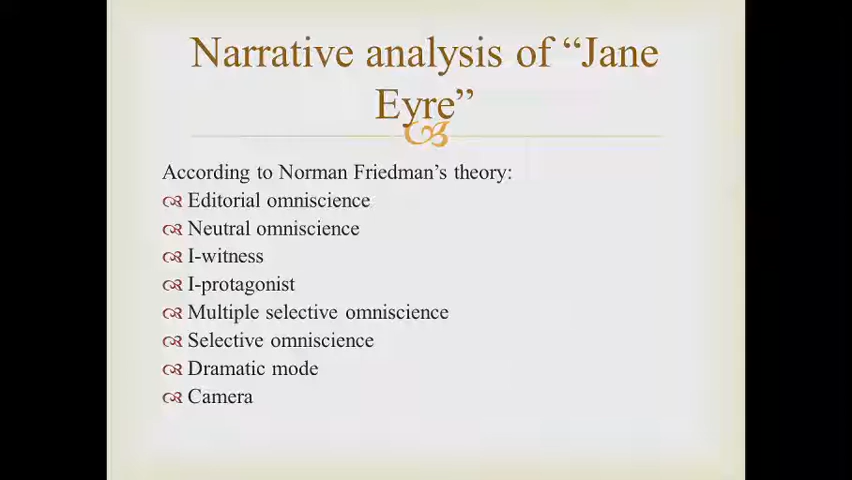 Narrative analysis of “Jane
Eyre”
According to Norman Friedman’s theory:
Editorial omniscience
Neutral omniscience
I-witness
I-protagonist
Multiple selective omniscience
Selective omniscience
Dramatic mode
Camera